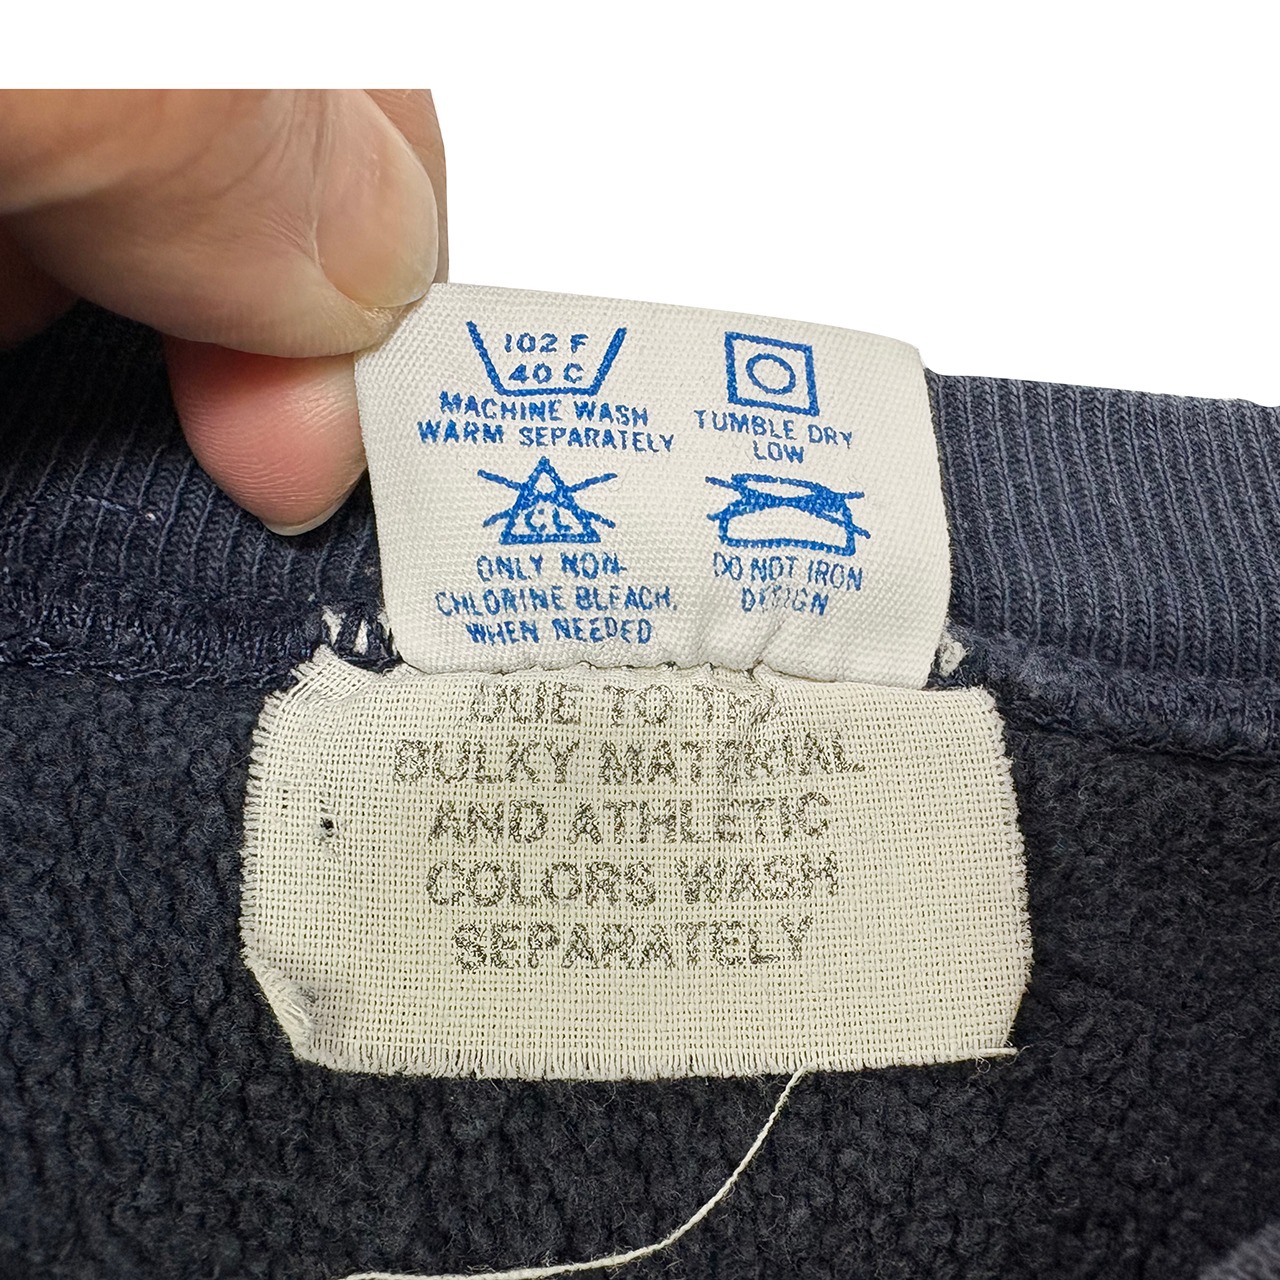 102 F
40 C
MACHINE WASH
WARM SEPARATELY
TUMBLE DRY
LOW
CL
ONLY NON-
CHLORINE BLEACH,
WHEN NEEDED
DO NOT IRON
DESIGN
DUE TO THE
BULKY MATERIAL
AND ATHLETIC
COLORS WASH
SEPARATELY